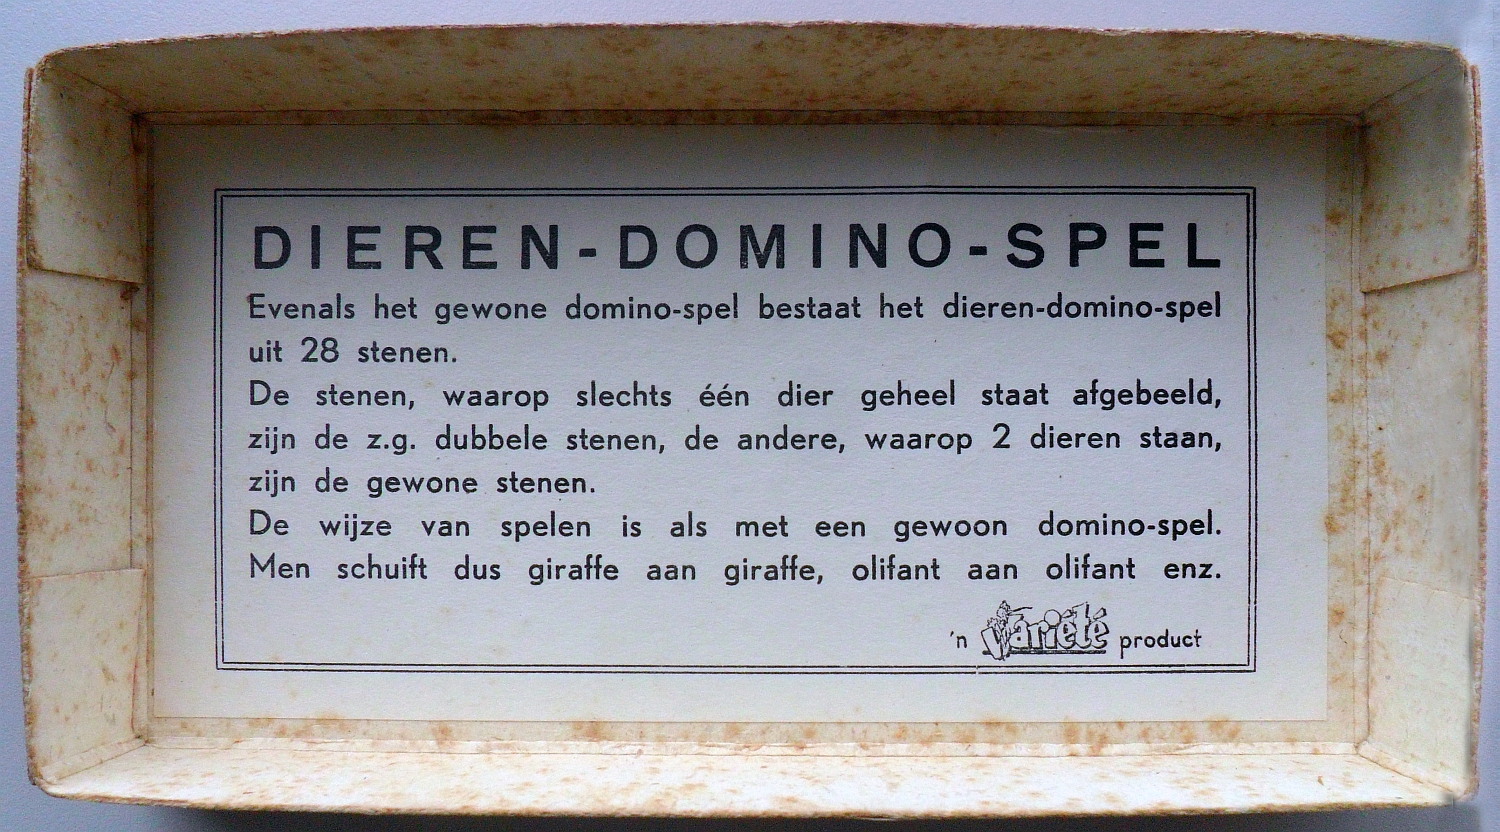 DIEREN-DOMINO-SPEL
Evenals het gewone domino-spel bestaat het dieren-domino-spel
uit 28 stenen.
De stenen, waarop slechts één dier geheel staat afgebeeld,
zijn de z.g. dubbele stenen, de andere, waarop 2 dieren staan,
zijn de gewone stenen.
De wijze van spelen is als met een gewoon domino-spel.
Men schuift dus giraffe aan giraffe, olifant aan olifant enz.
'n Variété product